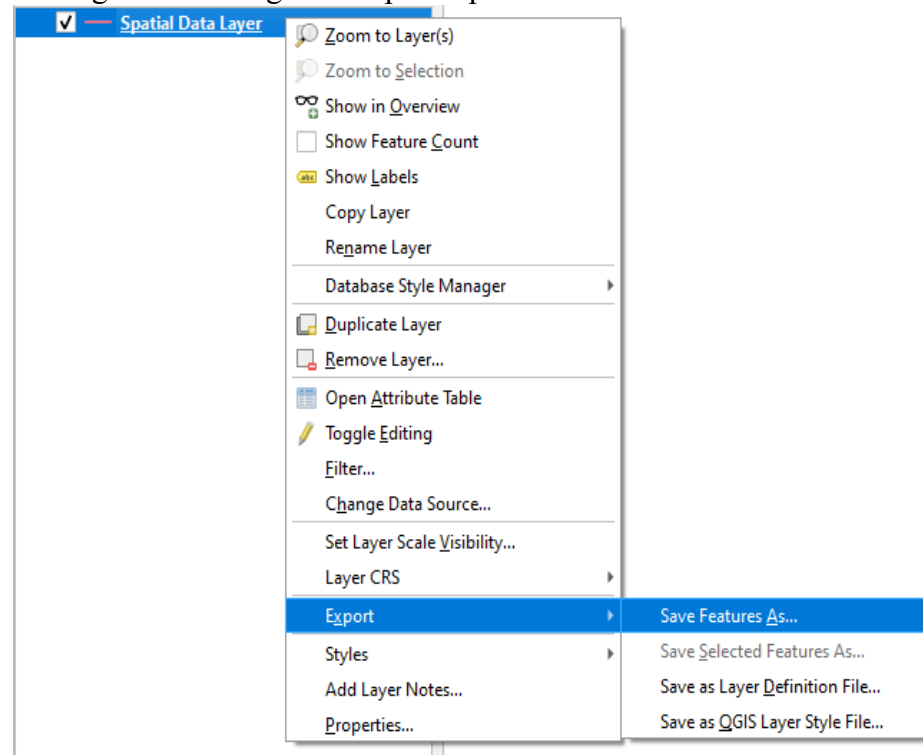 Spatial Data Layer
Zoom to Layer(s)
Zoom to Selection
Show in Overview
Show Feature Count
abc Show Labels
Copy Layer
Rename Layer
Database Style Manager
Duplicate Layer
Remove Layer...
Open Attribute Table
Toggle Editing
Filter...
Change Data Source...
Set Layer Scale Visibility...
Layer CRS
Export
Save Features As...
Styles
Save Selected Features As...
Add Layer Notes...
Save as Layer Definition File...
Properties...
Save as QGIS Layer Style File...